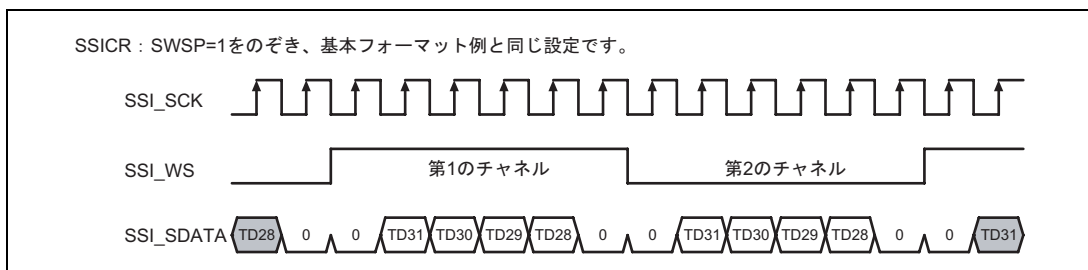 SSICR：SWSP=1をのぞき、基本フォーマット例と同じ設定です。
SSI_SCK
SSI_WS 第1のチャネル 第2のチャネル
SSI_SDATA TD28 0 0 TD31 TD30 TD29 TD28 0 0 TD31 TD30 TD29 TD28 0 0 TD31